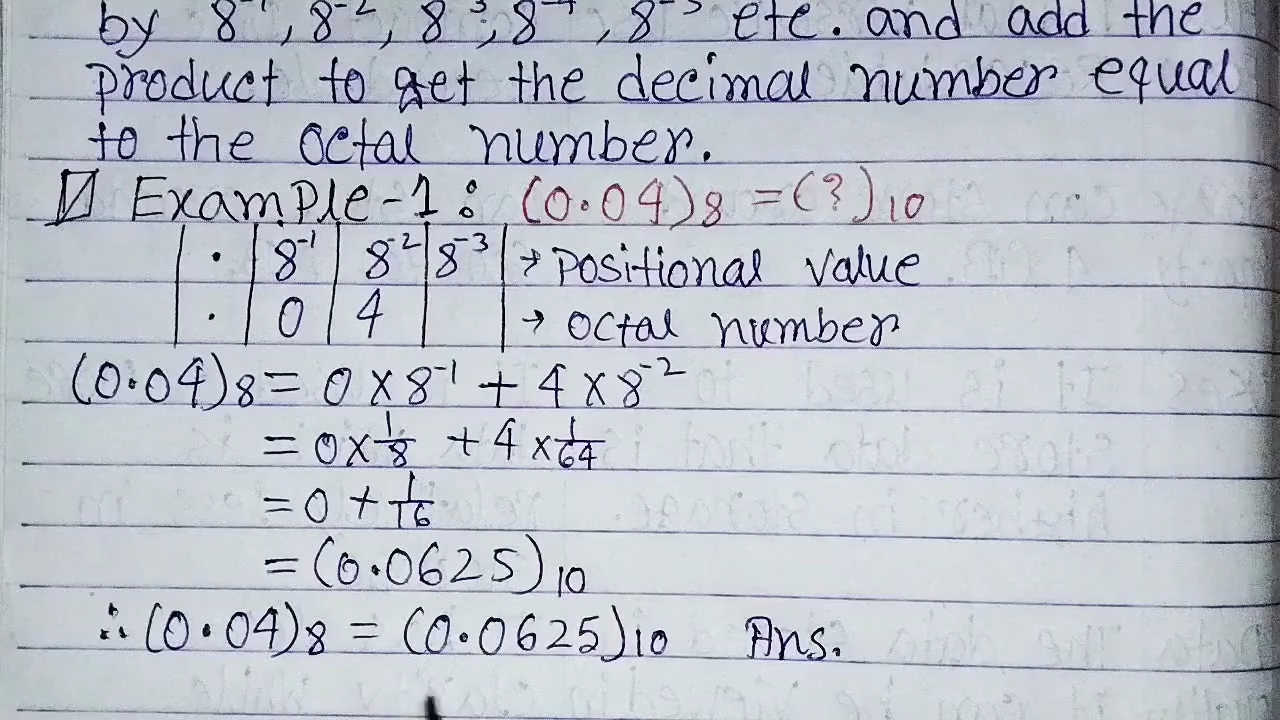 by 8⁻¹, 8⁻², 8⁻³, 8⁻⁴, 8⁻⁵ etc. and add the
product to get the decimal number equal
to the octal number.
Example-1: (0.04)₈ = (?)₁₀
. | 8⁻¹ | 8⁻² | 8⁻³ | → positional value
. | 0 | 4 | | → octal number
(0.04)₈ = 0 × 8⁻¹ + 4 × 8⁻²
= 0 × 1/8 + 4 × 1/64
= 0 + 1/16
= (0.0625)₁₀
∴ (0.04)₈ = (0.0625)₁₀ Ans.